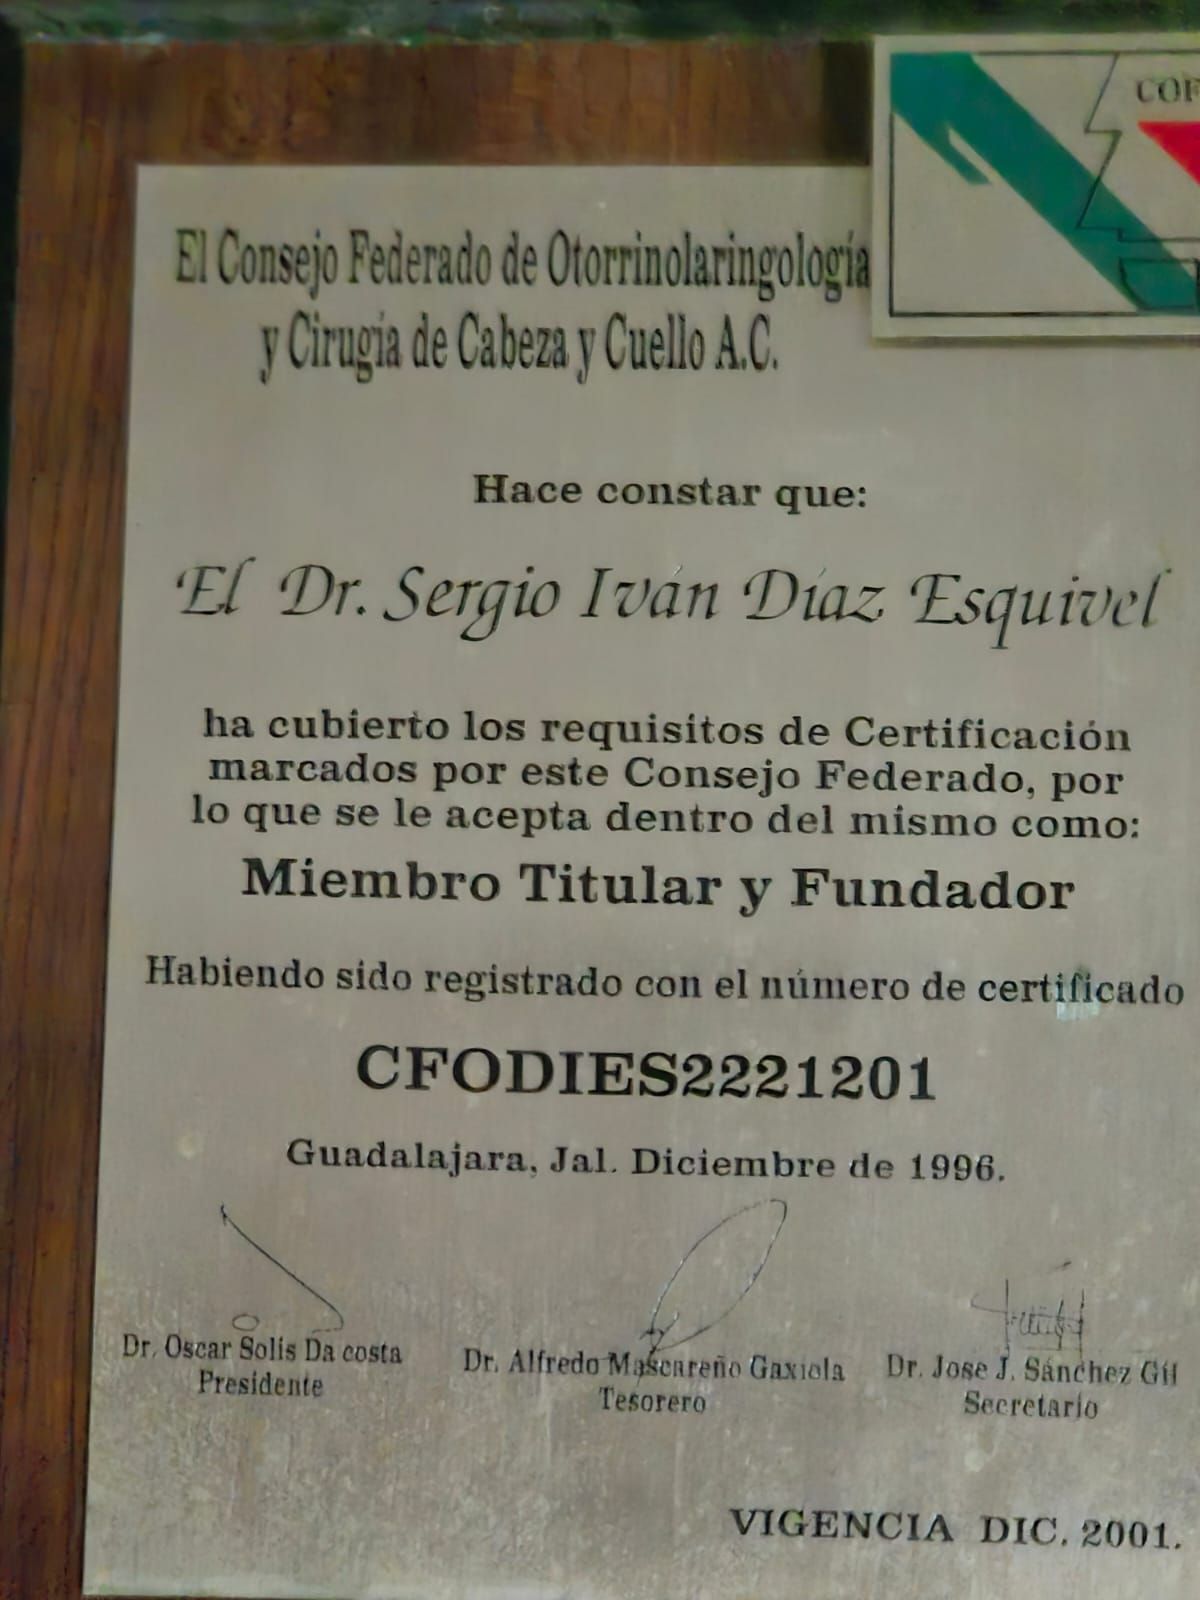 El Consejo Federado de Otorrinolaringología
y Cirugía de Cabeza y Cuello A.C.
Hace constar que:
El Dr. Sergio Iván Díaz Esquivel
ha cubierto los requisitos de Certificación
marcados por este Consejo Federado, por
lo que se le acepta dentro del mismo como:
Miembro Titular y Fundador
Habiendo sido registrado con el número de certificado
CFODIES2221201
Guadalajara, Jal. Diciembre de 1996.
Dr. Oscar Solis Da costa
Presidente
Dr. Alfredo Mascareño Gaxiola
Tesorero
Dr. Jose J. Sánchez Gil
Secretario
VIGENCIA DIC. 2001.